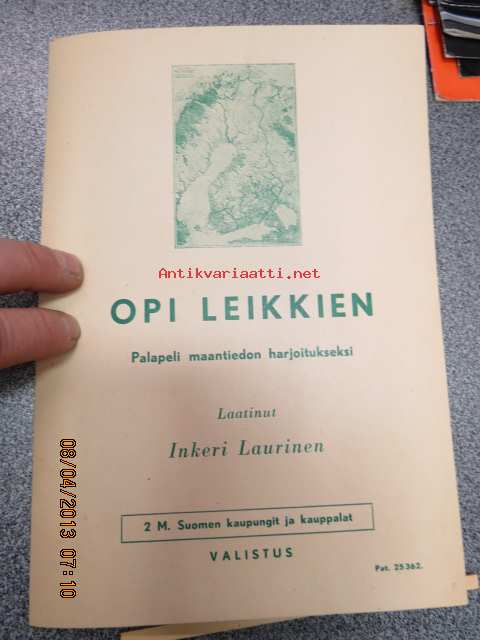 Antikvariaatti.net
OPI LEIKKIEN
Palapeli maantiedon harjoitukseksi
Laatinut
Inkeri Laurinen
2 M. Suomen kaupungit ja kauppalat
VALISTUS
Pat. 25362.
08/04/2013 07:10